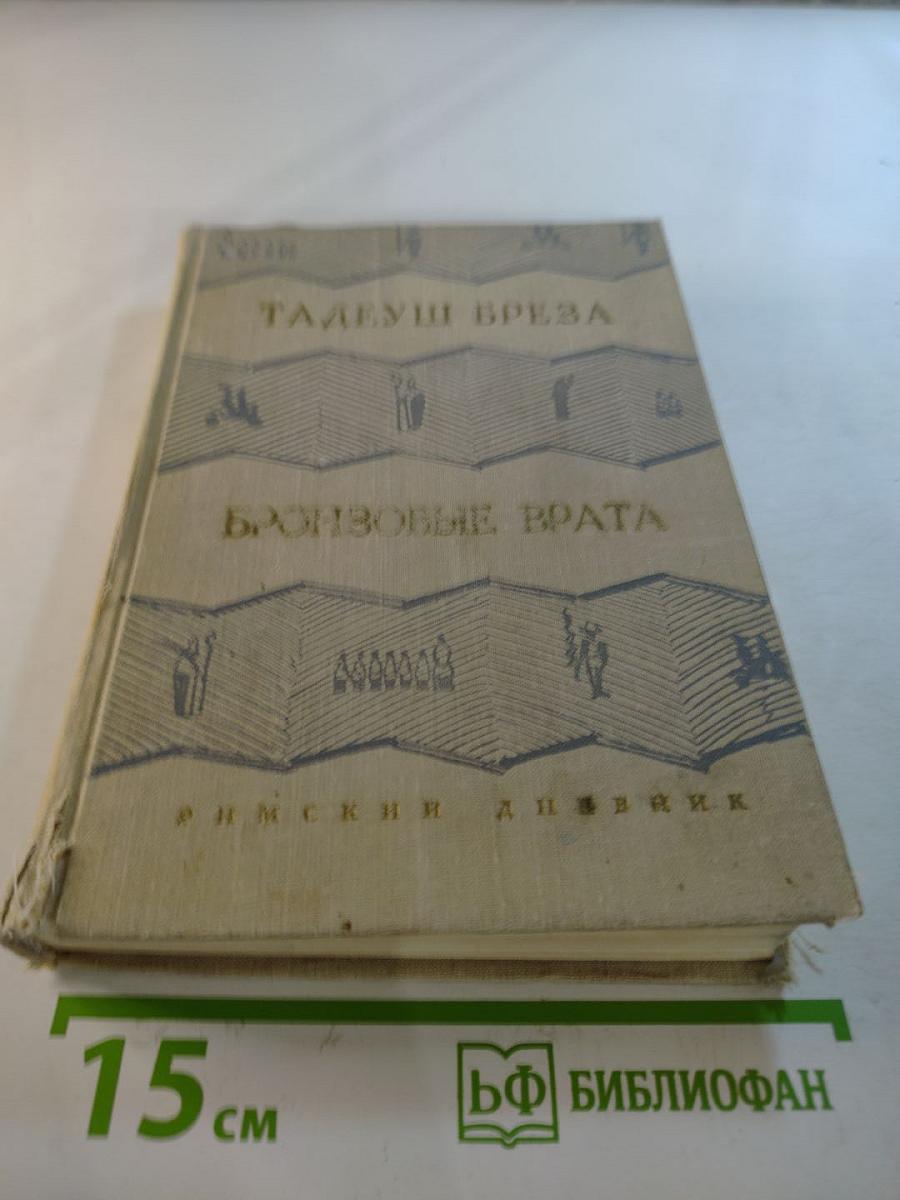 ТАДЕУШ БРЕЗА
БРОНЗОВЫЕ ВРАТА
РИМСКИЙ ДНЕВНИК
15 см
БФ БИБЛИОФАН